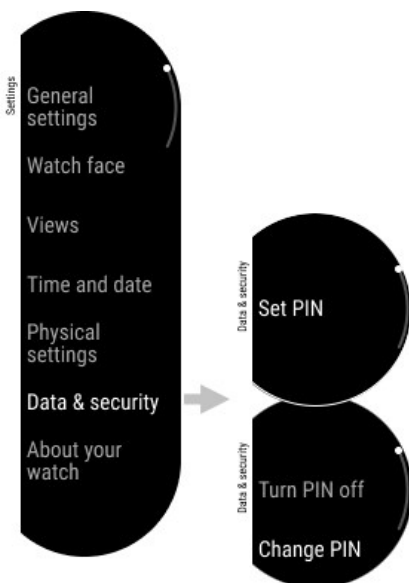 Settings
General
settings
Watch face
Views
Time and date
Physical
settings
Data & security
About your
watch
Data & security
Set PIN
Data & security
Turn PIN off
Change PIN